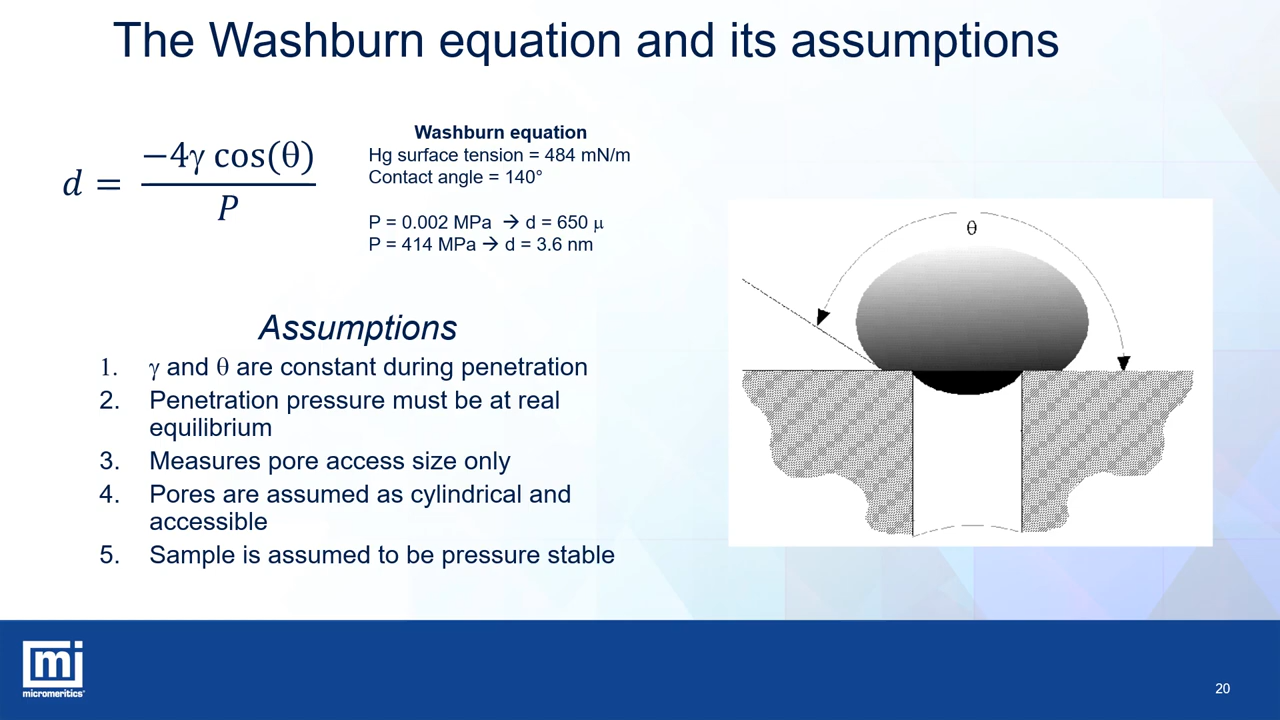 The Washburn equation and its assumptions
d = −4γ cos(θ) / P
Washburn equation
Hg surface tension = 484 mN/m
Contact angle = 140°
P = 0.002 MPa → d = 650 μ
P = 414 MPa → d = 3.6 nm
θ
Assumptions
1. γ and θ are constant during penetration
2. Penetration pressure must be at real
equilibrium
3. Measures pore access size only
4. Pores are assumed as cylindrical and
accessible
5. Sample is assumed to be pressure stable
mi
micromeritics®
20